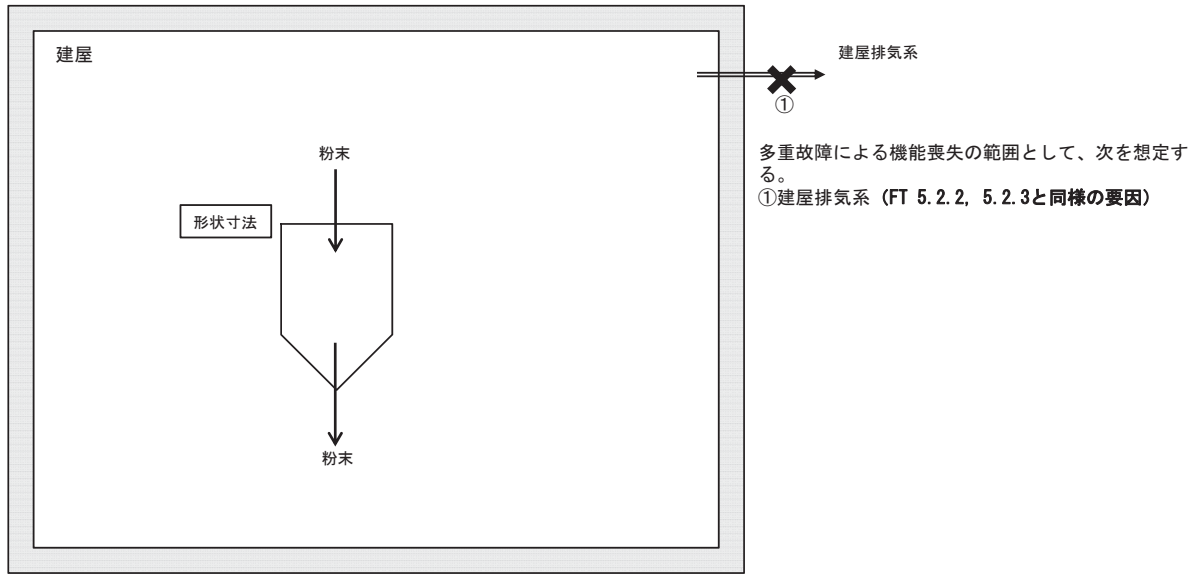 建屋
建屋排気系
①
多重故障による機能喪失の範囲として、次を想定す
る。
①建屋排気系 (FT 5.2.2, 5.2.3と同様の要因)
粉末
形状寸法
粉末